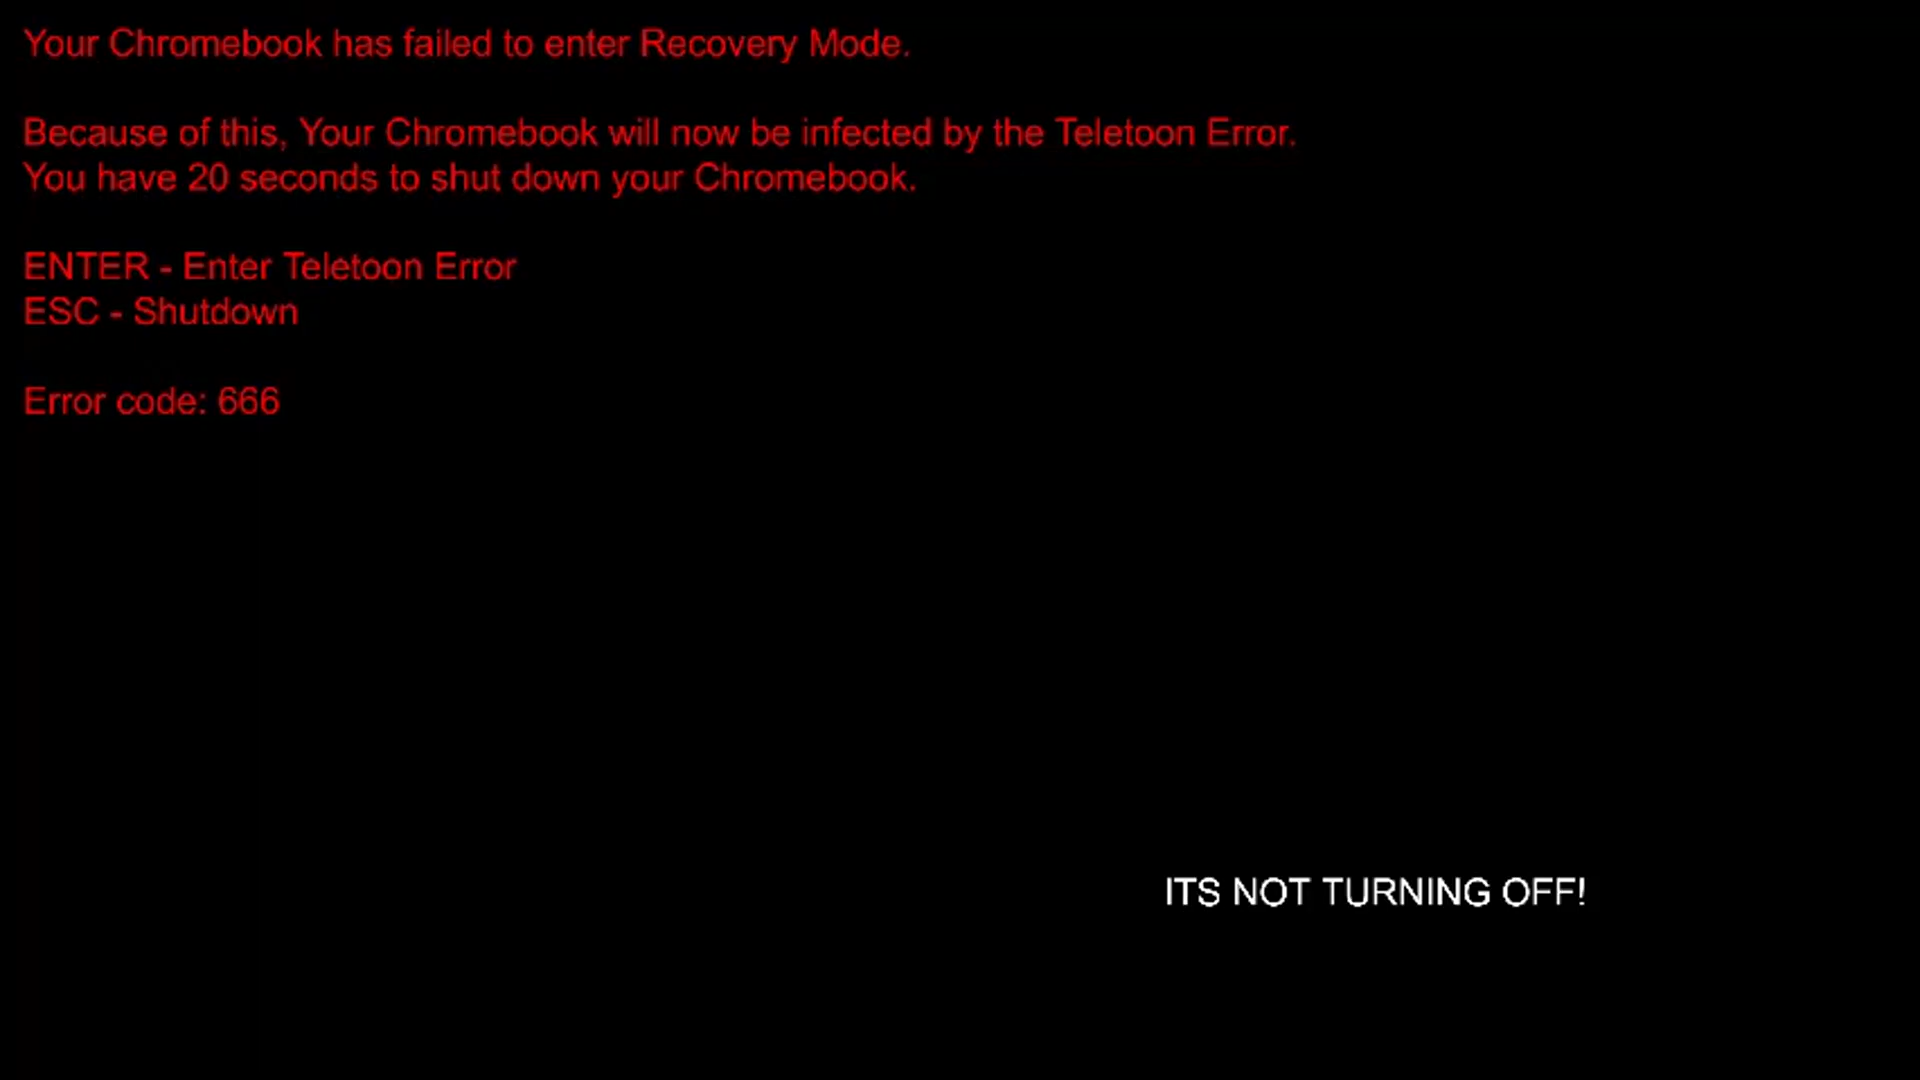 Your Chromebook has failed to enter Recovery Mode.
Because of this, Your Chromebook will now be infected by the Teletoon Error.
You have 20 seconds to shut down your Chromebook.
ENTER - Enter Teletoon Error
ESC - Shutdown
Error code: 666
ITS NOT TURNING OFF!